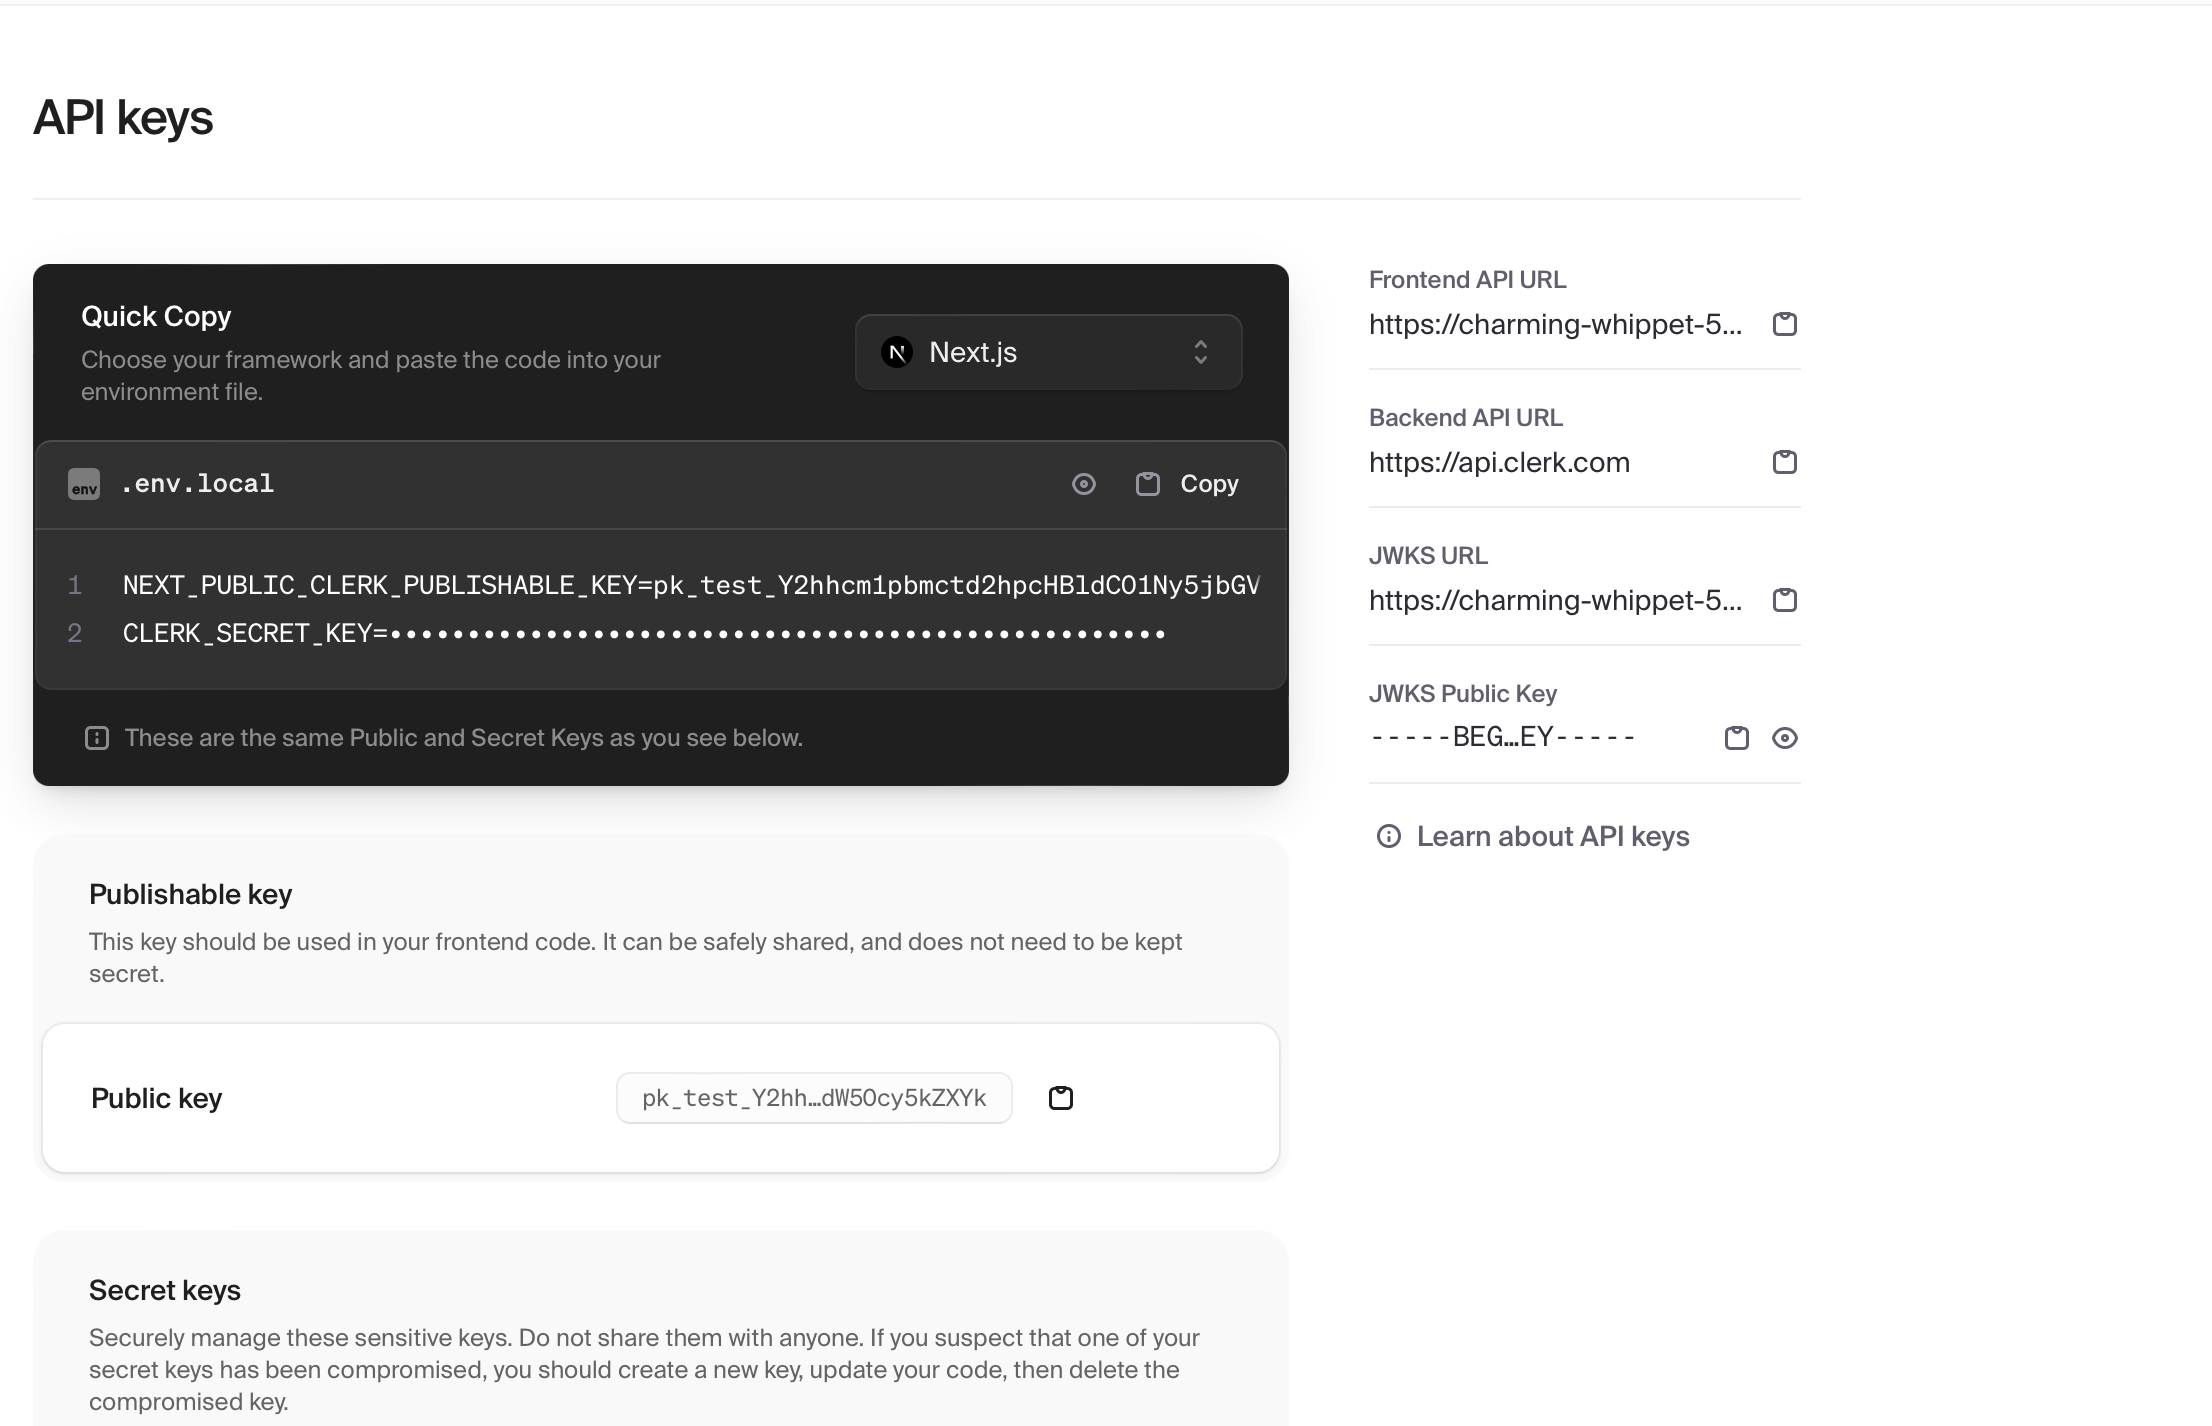 API keys
Quick Copy
Choose your framework and paste the code into your
environment file.
Next.js
env
.env.local
Copy
1 NEXT_PUBLIC_CLERK_PUBLISHABLE_KEY=pk_test_Y2hhcm1pbmctd2hpcHBldC01Ny5jbGV
2 CLERK_SECRET_KEY=••••••••••••••••••••••••••••••••••••••••••••••••••
These are the same Public and Secret Keys as you see below.
Publishable key
This key should be used in your frontend code. It can be safely shared, and does not need to be kept
secret.
Public key
pk_test_Y2hh…dW50cy5kZXYk
Secret keys
Securely manage these sensitive keys. Do not share them with anyone. If you suspect that one of your
secret keys has been compromised, you should create a new key, update your code, then delete the
compromised key.
Frontend API URL
https://charming-whippet-5...
Backend API URL
https://api.clerk.com
JWKS URL
https://charming-whippet-5...
JWKS Public Key
-----BEG…EY-----
Learn about API keys